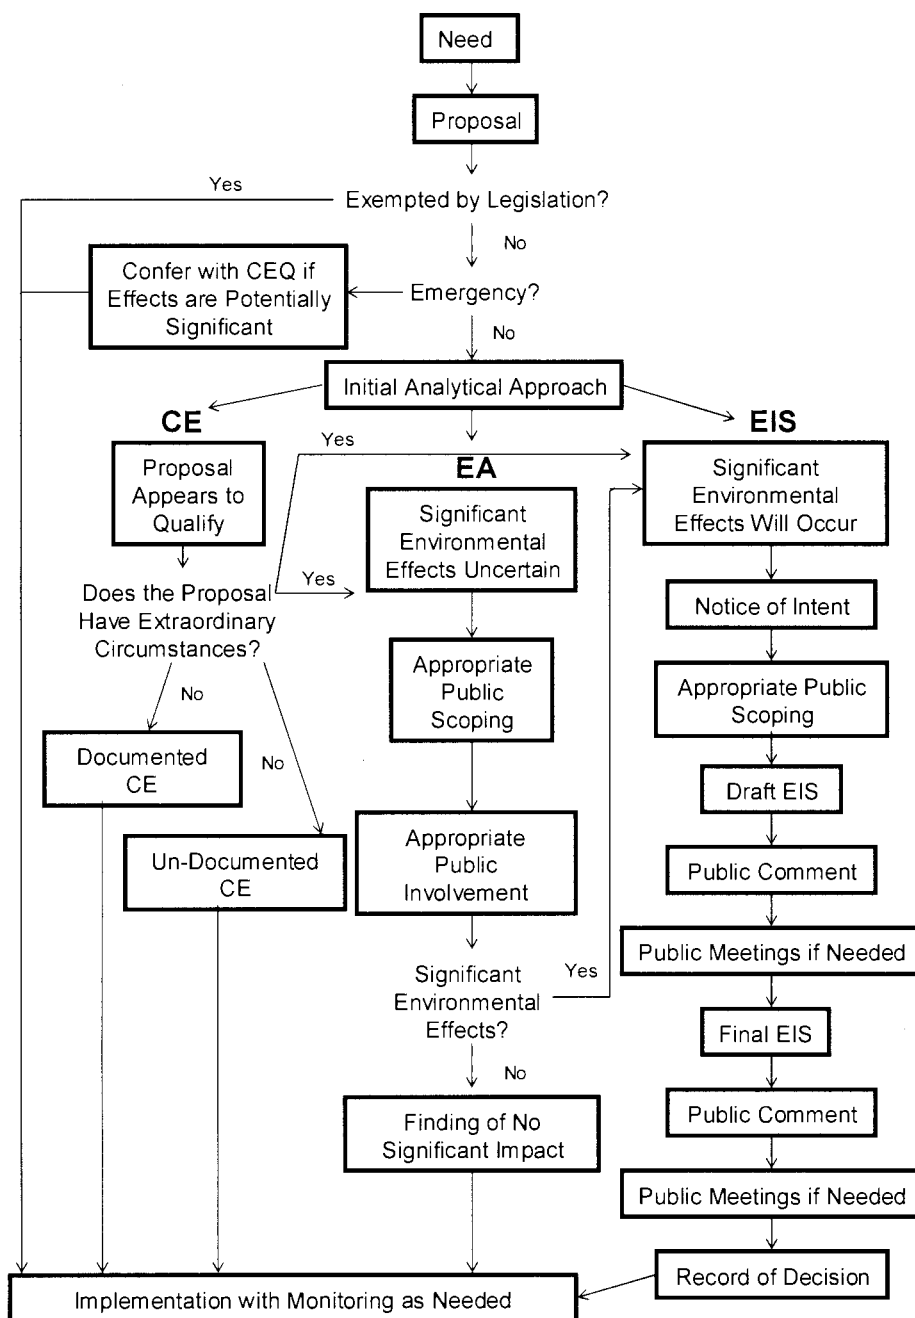 Need
Proposal
Yes
Exempted by Legislation?
No
Confer with CEQ if
Effects are Potentially
Significant
Emergency?
No
Initial Analytical Approach
CE
EIS
Yes
EA
Proposal
Appears to
Qualify
Significant
Environmental
Effects Uncertain
Significant
Environmental
Effects Will Occur
Does the Proposal
Have Extraordinary
Circumstances?
Yes
Notice of Intent
Appropriate
Public
Scoping
Appropriate Public
Scoping
No
No
Documented
CE
Draft EIS
Un-Documented
CE
Appropriate
Public
Involvement
Public Comment
Public Meetings if Needed
Significant
Environmental
Effects?
Yes
Final EIS
No
Finding of No
Significant Impact
Public Comment
Public Meetings if Needed
Record of Decision
Implementation with Monitoring as Needed